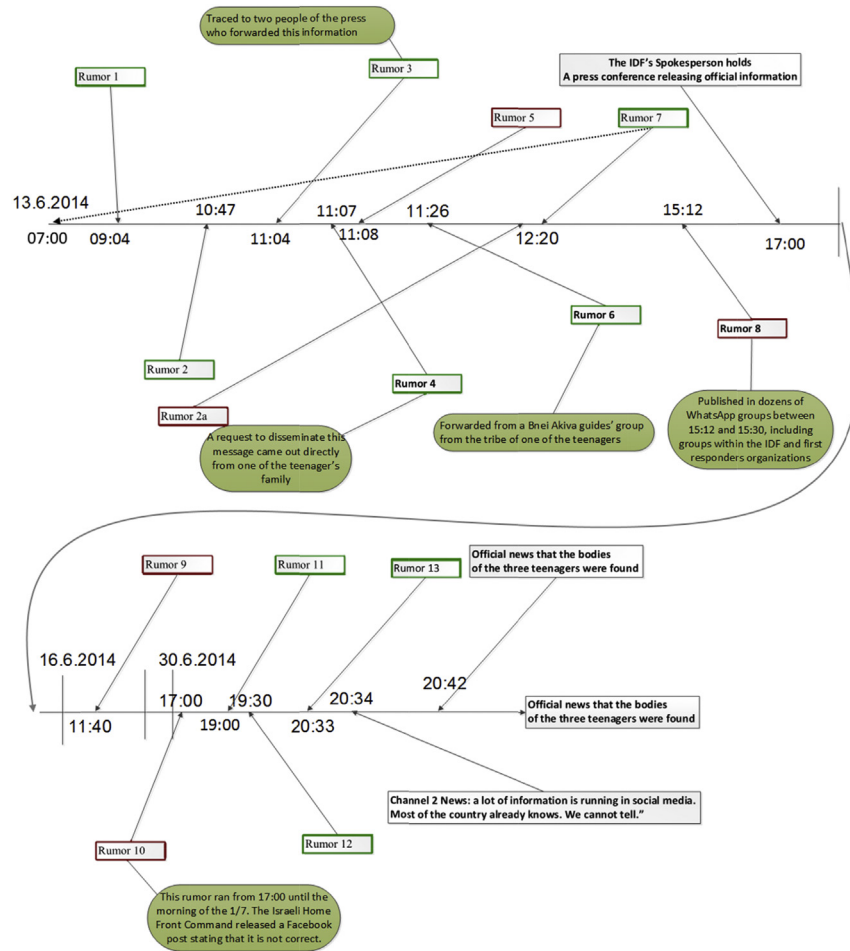 Traced to two people of the press
who forwarded this information
Rumor 1
Rumor 3
The IDF's Spokesperson holds
A press conference releasing official information
Rumor 5
Rumor 7
13.6.2014
10:47
11:07
11:26
15:12
07:00
09:04
11:04
11:08
12:20
17:00
Rumor 2
Rumor 2a
Rumor 4
Rumor 6
Rumor 8
A request to disseminate this
message came out directly
from one of the teenager's
family
Forwarded from a Bnei Akiva guides' group
from the tribe of one of the teenagers
Published in dozens of
WhatsApp groups between
15:12 and 15:30, including
groups within the IDF and first
responders organizations
Rumor 9
Rumor 11
Rumor 13
Official news that the bodies
of the three teenagers were found
16.6.2014
30.6.2014
17:00
19:30
20:34
20:42
11:40
19:00
20:33
Official news that the bodies
of the three teenagers were found
Channel 2 News: a lot of information is running in social media.
Most of the country already knows. We cannot tell.”
Rumor 10
Rumor 12
This rumor ran from 17:00 until the
morning of the 1/7. The Israeli Home
Front Command released a Facebook
post stating that it is not correct.